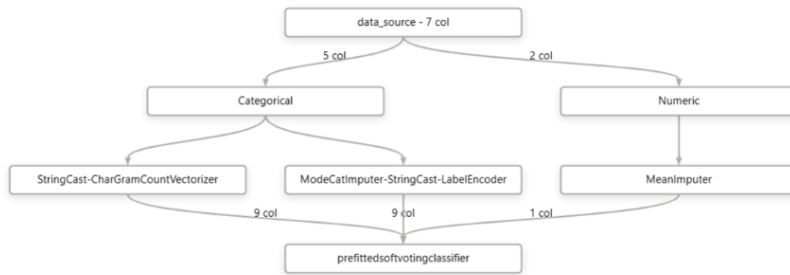 data_source - 7 col
5 col
2 col
Categorical
Numeric
StringCast-CharGramCountVectorizer
ModeCatImputer-StringCast-LabelEncoder
MeanImputer
9 col
9 col
1 col
prefittedsoftvotingclassifier